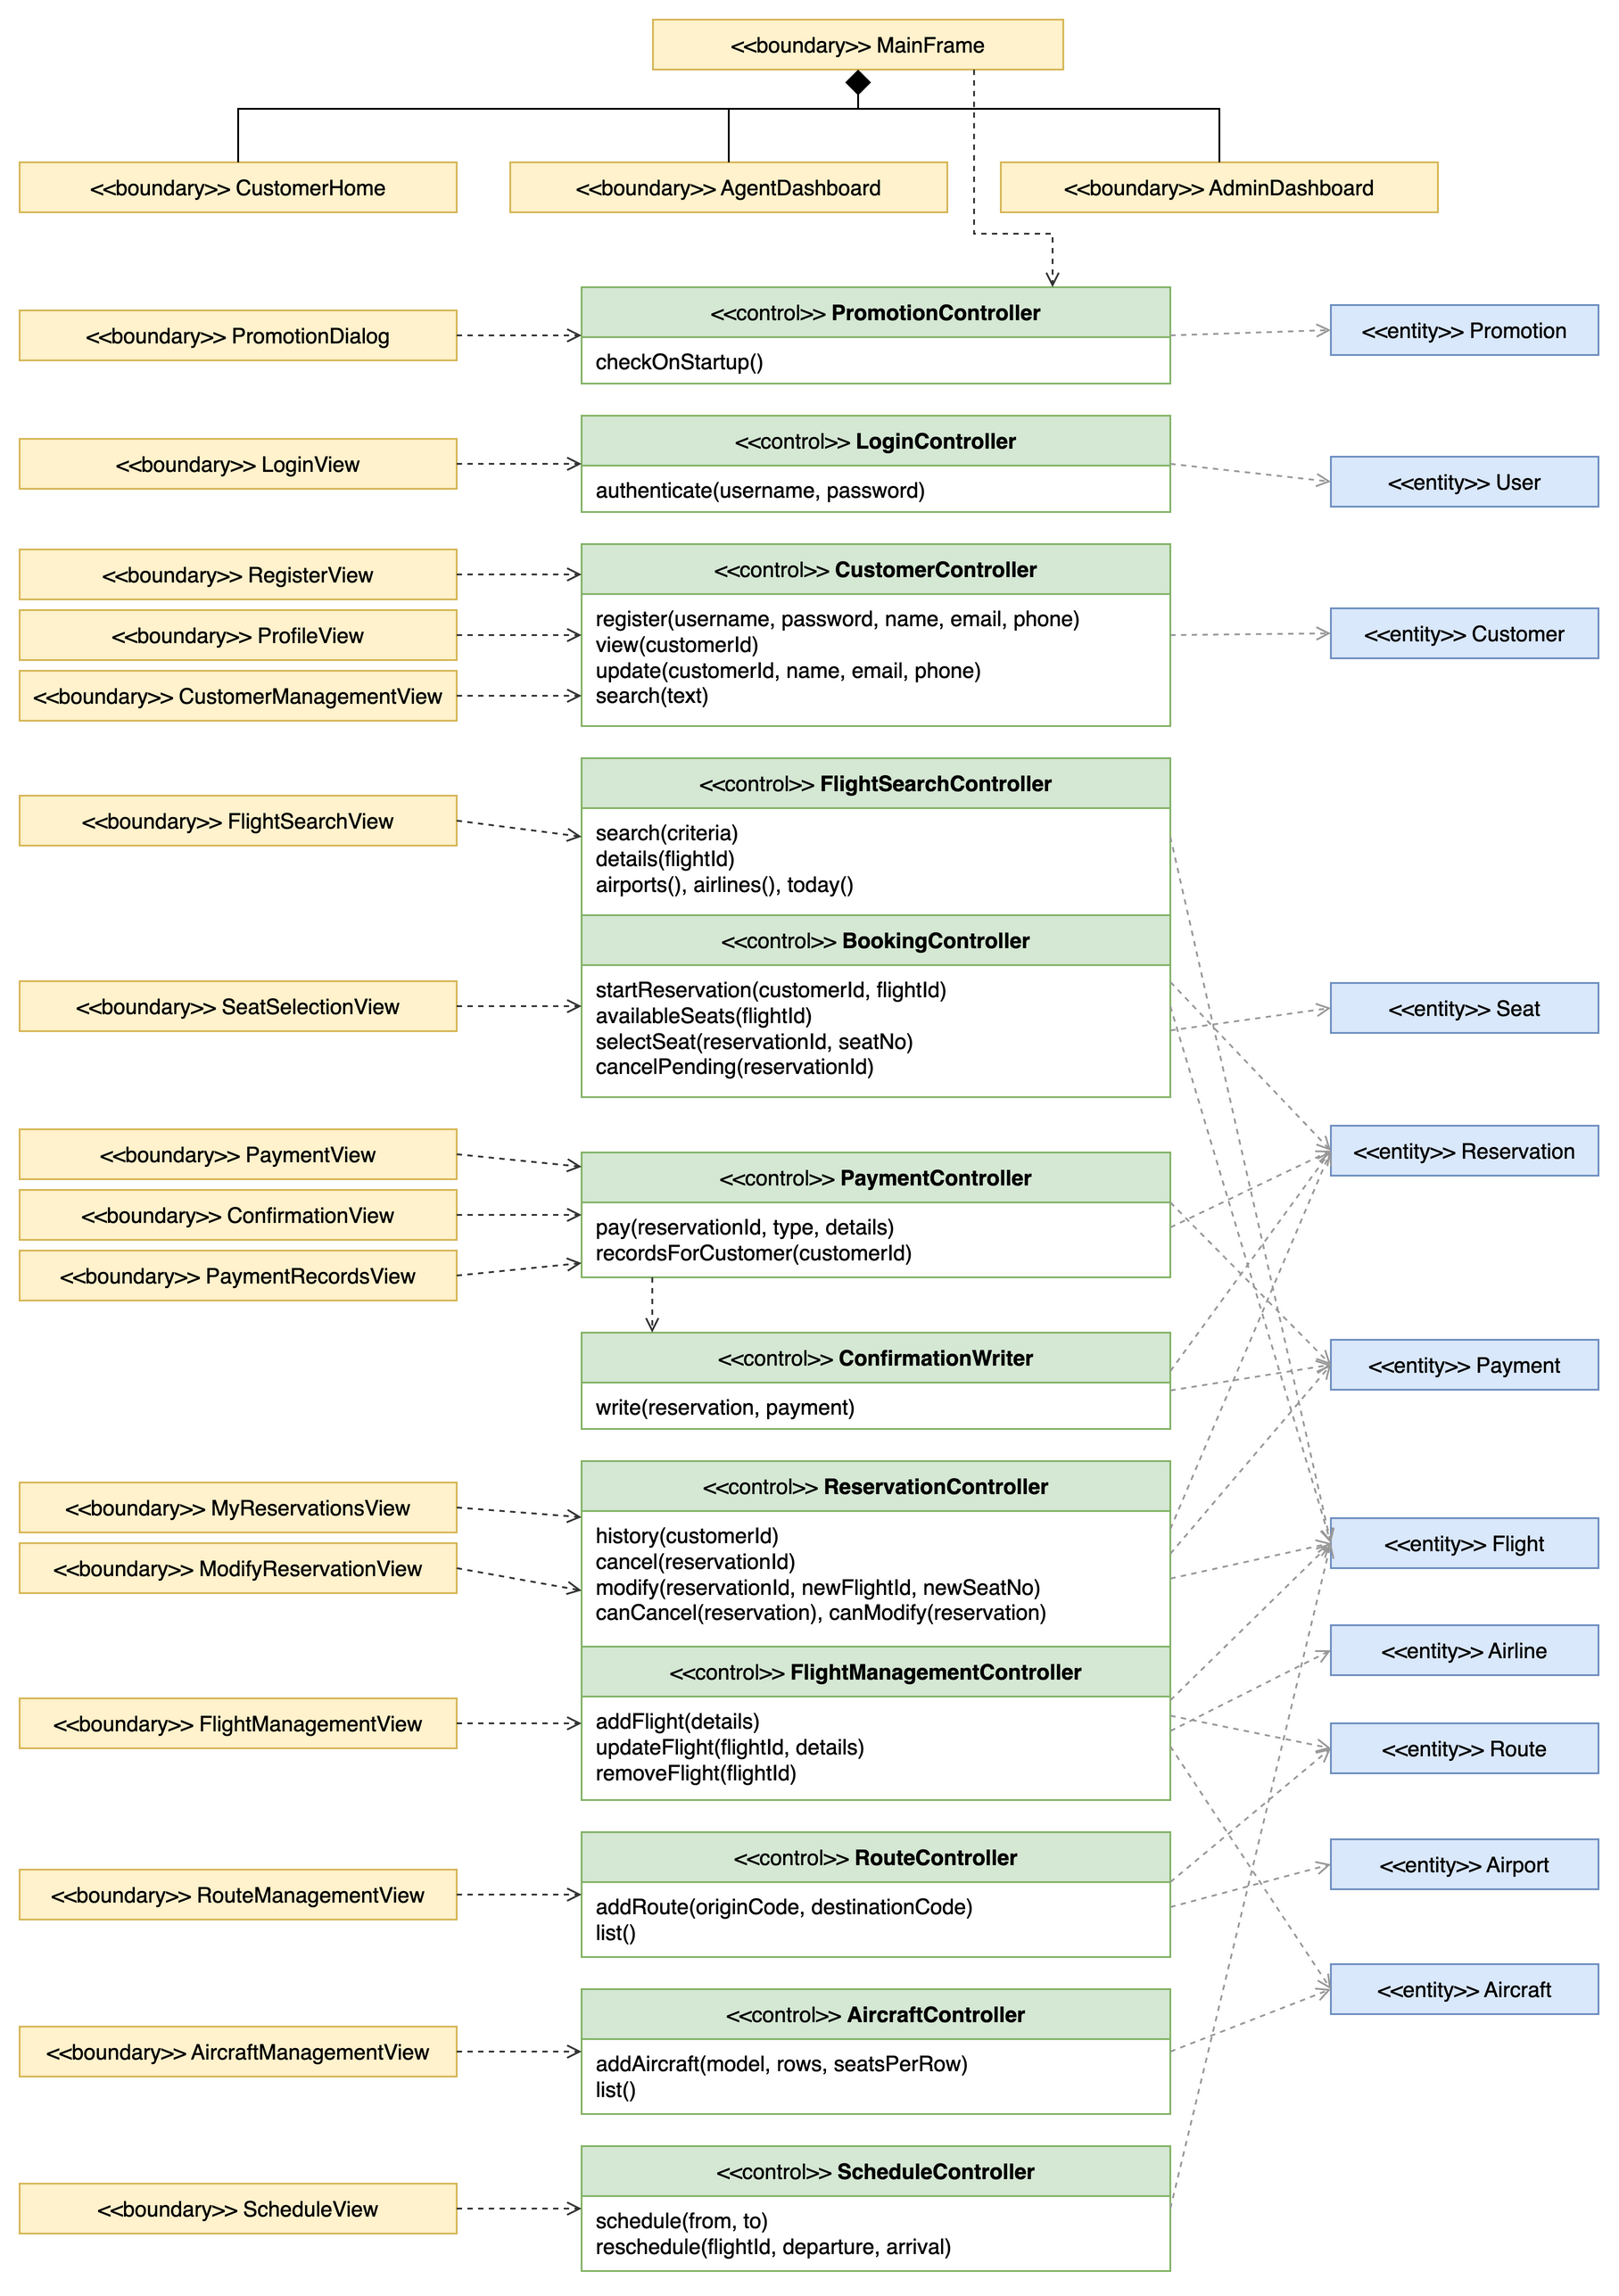 <<boundary>> MainFrame
<<boundary>> CustomerHome
<<boundary>> AgentDashboard
<<boundary>> AdminDashboard
<<boundary>> PromotionDialog
<<control>> PromotionController
checkOnStartup()
<<entity>> Promotion
<<boundary>> LoginView
<<control>> LoginController
authenticate(username, password)
<<entity>> User
<<boundary>> RegisterView
<<boundary>> ProfileView
<<boundary>> CustomerManagementView
<<control>> CustomerController
register(username, password, name, email, phone)
view(customerId)
update(customerId, name, email, phone)
search(text)
<<entity>> Customer
<<boundary>> FlightSearchView
<<control>> FlightSearchController
search(criteria)
details(flightId)
airports(), airlines(), today()
<<boundary>> SeatSelectionView
<<control>> BookingController
startReservation(customerId, flightId)
availableSeats(flightId)
selectSeat(reservationId, seatNo)
cancelPending(reservationId)
<<entity>> Seat
<<entity>> Reservation
<<boundary>> PaymentView
<<boundary>> ConfirmationView
<<boundary>> PaymentRecordsView
<<control>> PaymentController
pay(reservationId, type, details)
recordsForCustomer(customerId)
<<control>> ConfirmationWriter
write(reservation, payment)
<<entity>> Payment
<<boundary>> MyReservationsView
<<boundary>> ModifyReservationView
<<control>> ReservationController
history(customerId)
cancel(reservationId)
modify(reservationId, newFlightId, newSeatNo)
canCancel(reservation), canModify(reservation)
<<entity>> Flight
<<entity>> Airline
<<boundary>> FlightManagementView
<<control>> FlightManagementController
addFlight(details)
updateFlight(flightId, details)
removeFlight(flightId)
<<entity>> Route
<<boundary>> RouteManagementView
<<control>> RouteController
addRoute(originCode, destinationCode)
list()
<<entity>> Airport
<<entity>> Aircraft
<<boundary>> AircraftManagementView
<<control>> AircraftController
addAircraft(model, rows, seatsPerRow)
list()
<<boundary>> ScheduleView
<<control>> ScheduleController
schedule(from, to)
reschedule(flightId, departure, arrival)